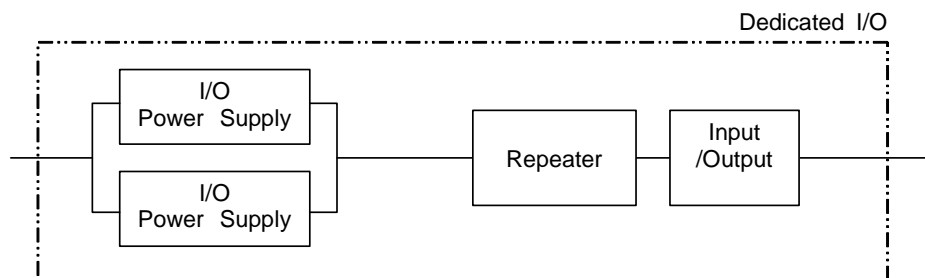 Dedicated I/O
I/O
Power Supply
Repeater
Input
/Output
I/O
Power Supply